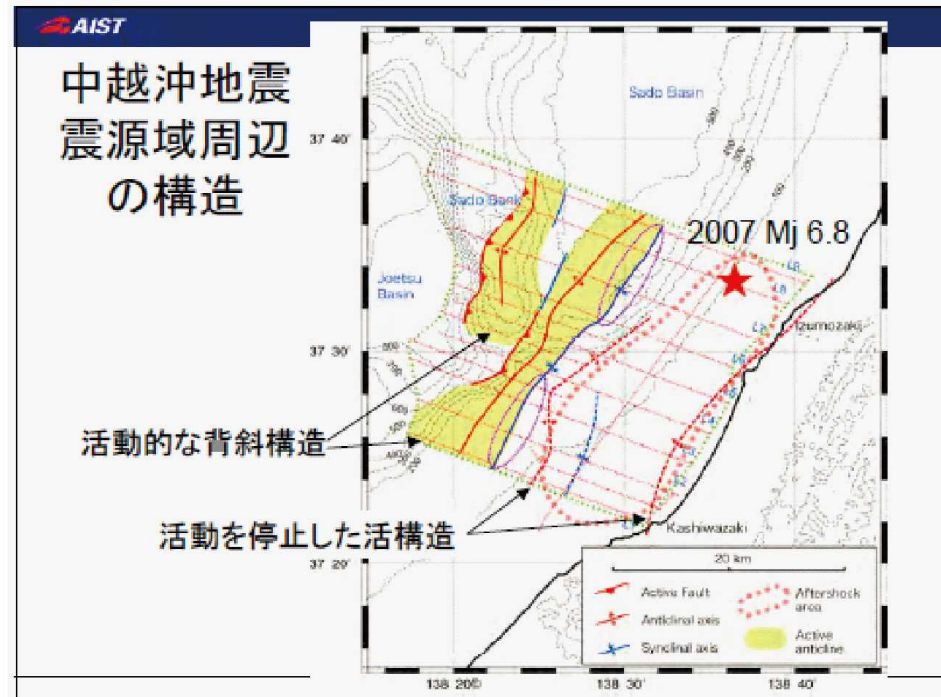 AIST
中越沖地震
震源域周辺
の構造
Sado Basin
37 40'
Sado Bank
2007 Mj 6.8
Joetsu
Basin
Izumozaki
37 30'
活動的な背斜構造
活動を停止した活構造
Kashiwazaki
37 29'
20 km
Active Fault
Anticlinal axis
Synclinal axis
Aftershock
area
Active
anticline
138 20©
138 30'
138 40'